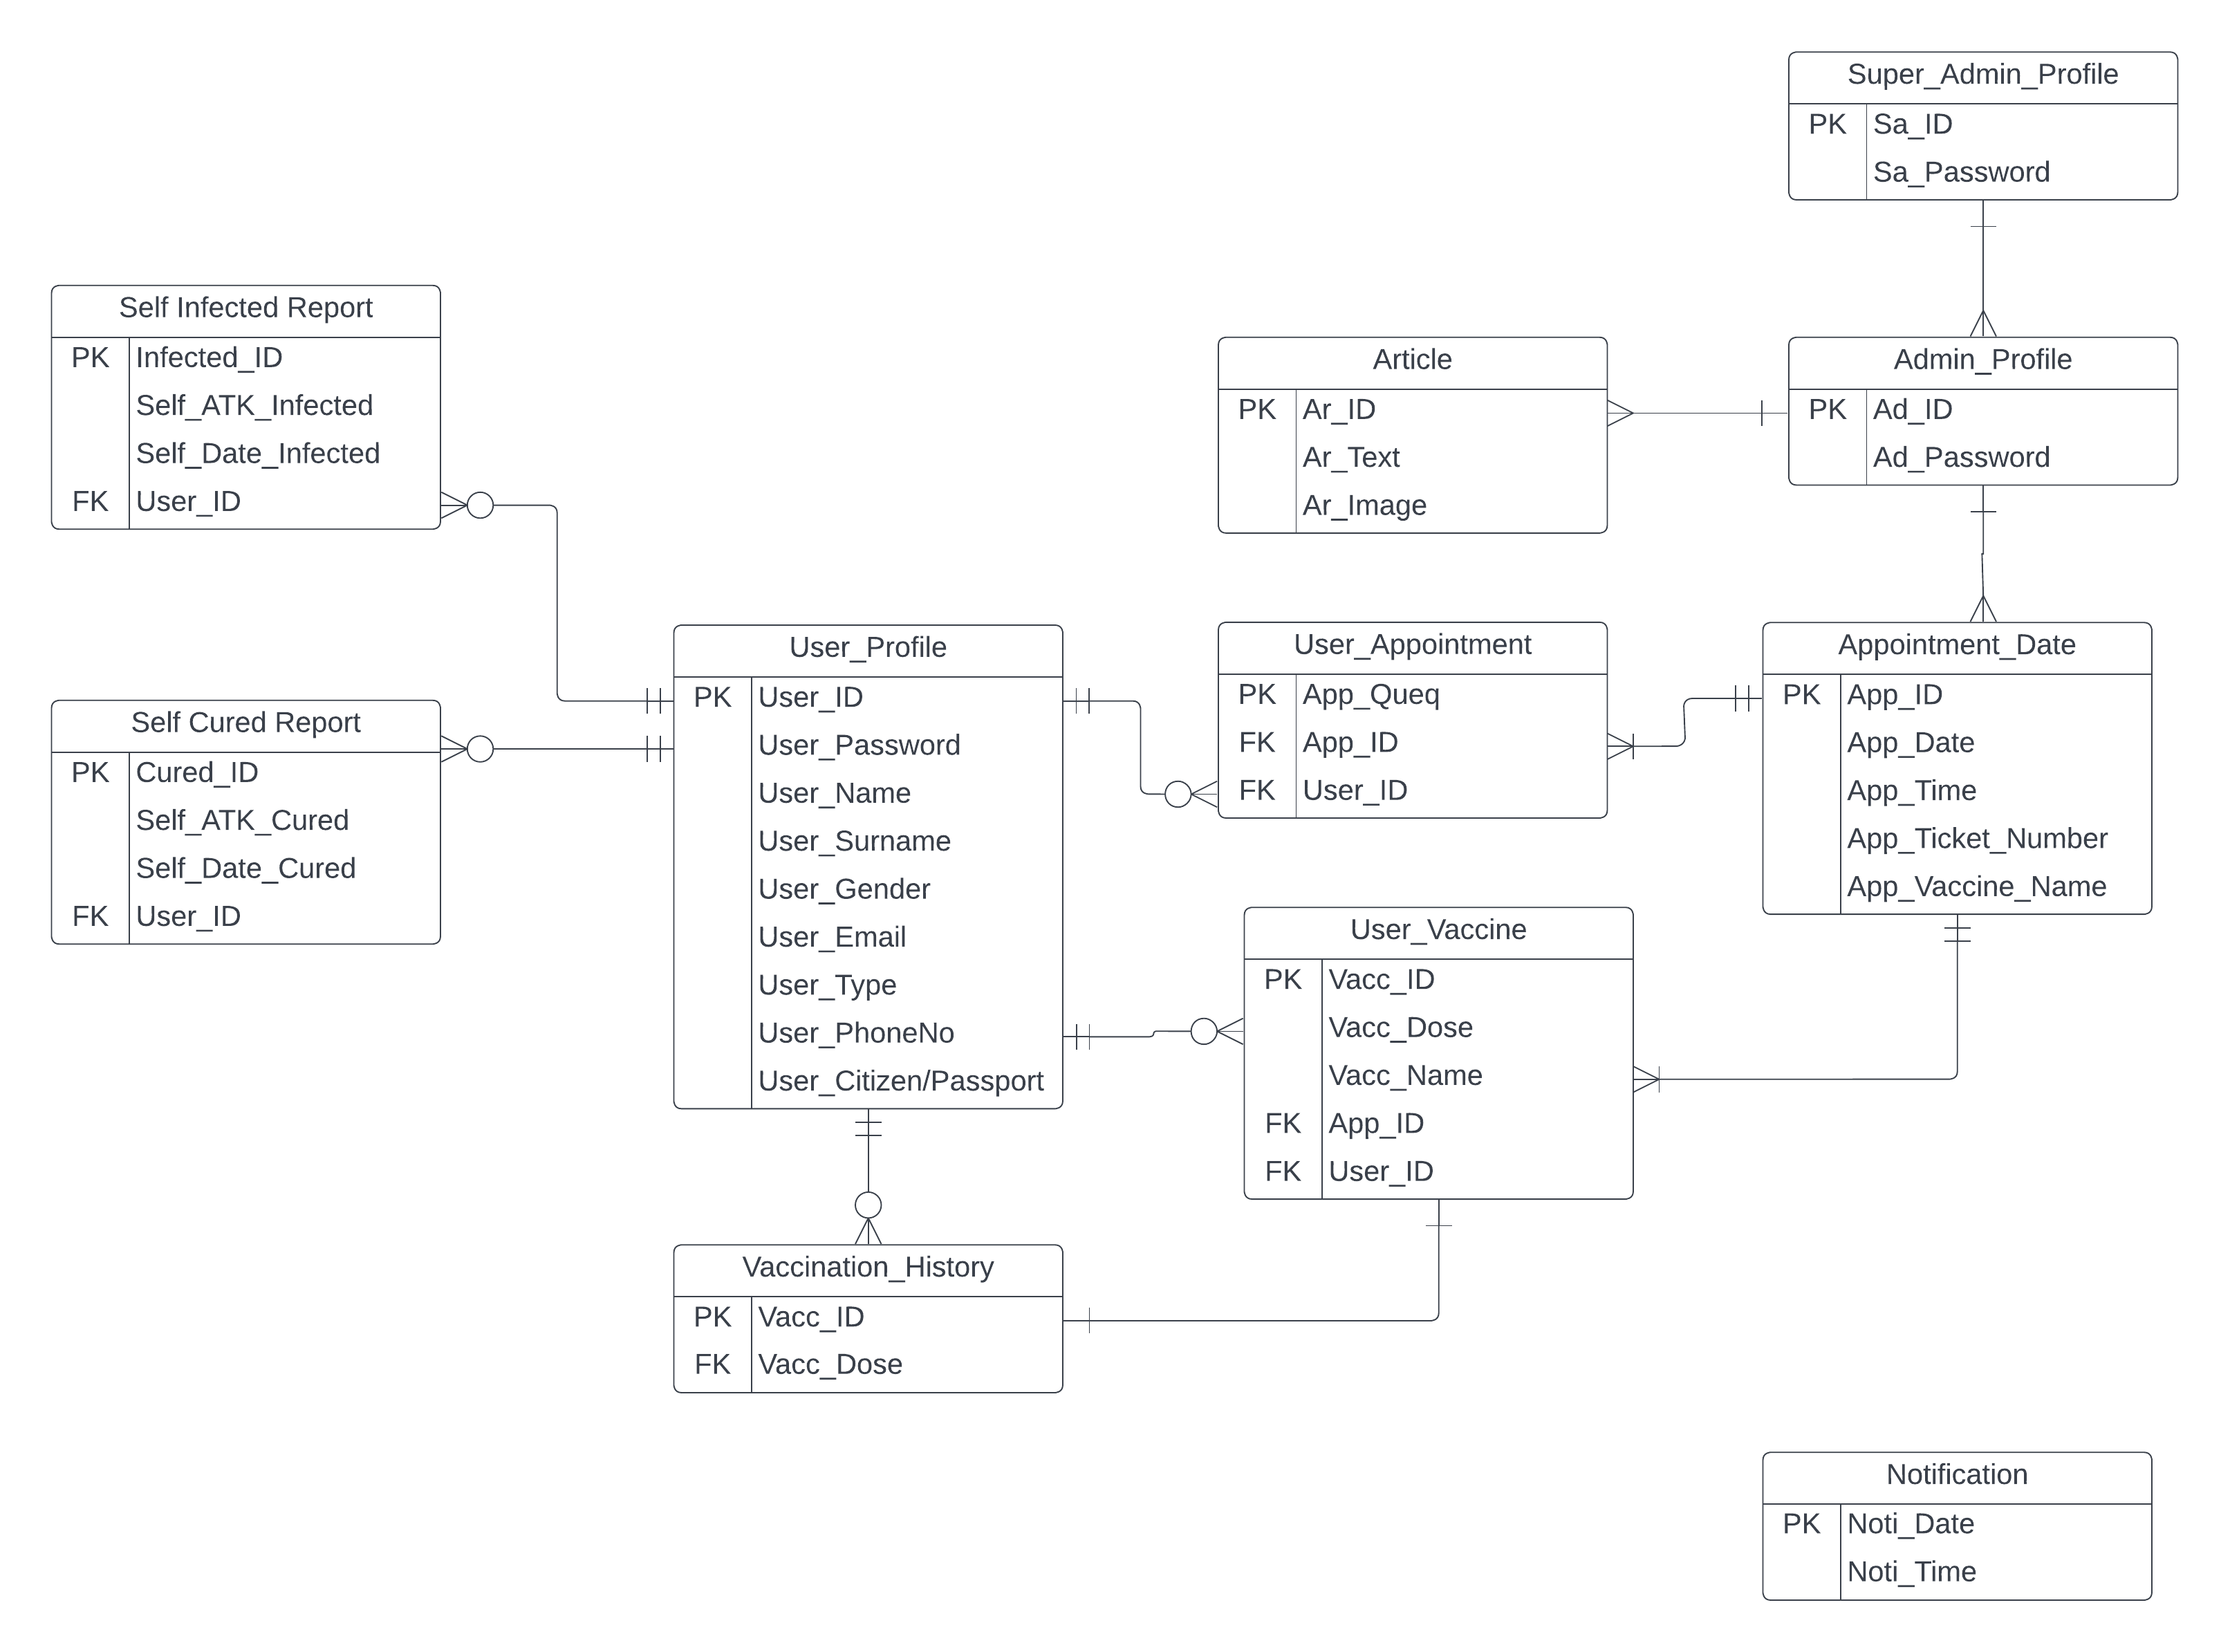 Super_Admin_Profile
PK Sa_ID
Sa_Password
Self Infected Report
PK Infected_ID
Self_ATK_Infected
Self_Date_Infected
FK User_ID
Article
PK Ar_ID
Ar_Text
Ar_Image
Admin_Profile
PK Ad_ID
Ad_Password
Self Cured Report
PK Cured_ID
Self_ATK_Cured
Self_Date_Cured
FK User_ID
User_Profile
PK User_ID
User_Password
User_Name
User_Surname
User_Gender
User_Email
User_Type
User_PhoneNo
User_Citizen/Passport
User_Appointment
PK App_Queq
FK App_ID
FK User_ID
Appointment_Date
PK App_ID
App_Date
App_Time
App_Ticket_Number
App_Vaccine_Name
User_Vaccine
PK Vacc_ID
Vacc_Dose
Vacc_Name
FK App_ID
FK User_ID
Vaccination_History
PK Vacc_ID
FK Vacc_Dose
Notification
PK Noti_Date
Noti_Time